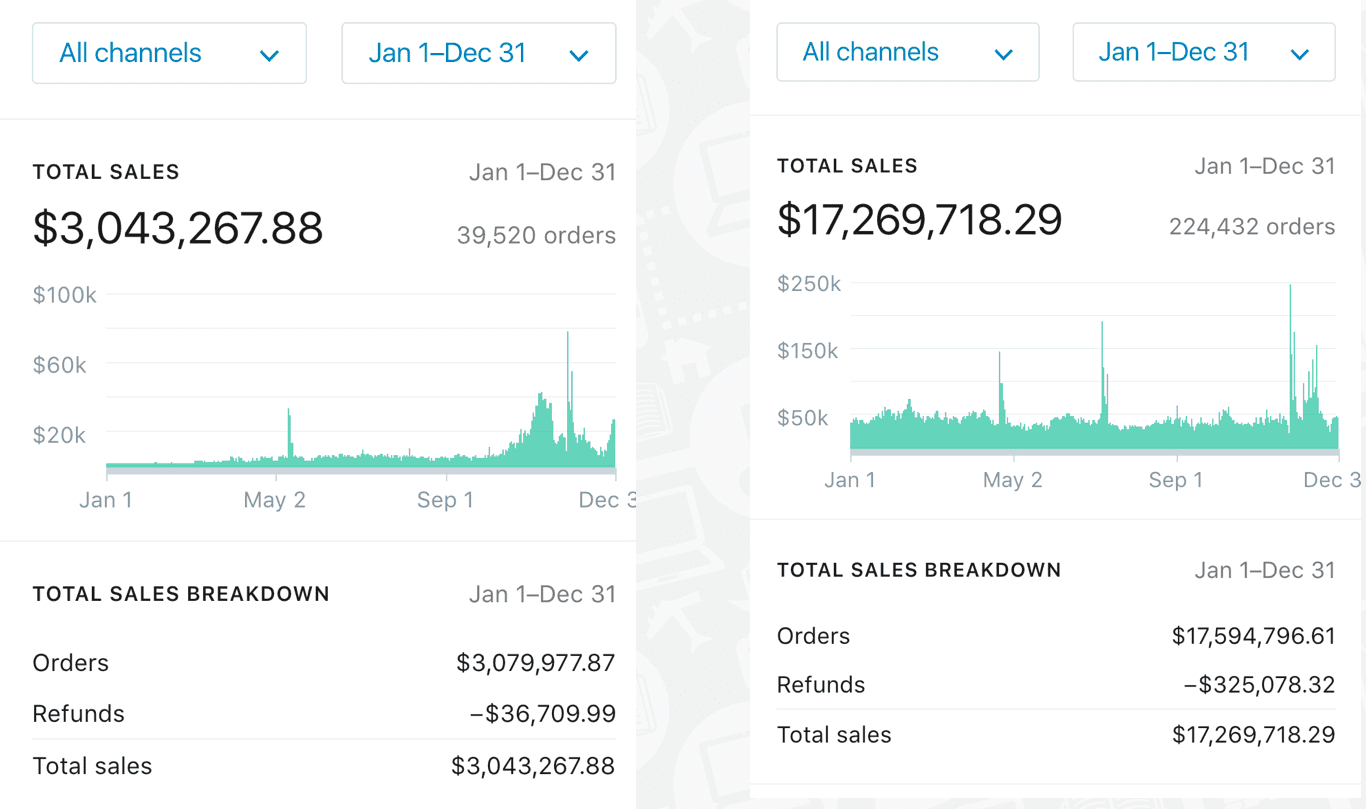 All channels
Jan 1–Dec 31
TOTAL SALES
Jan 1–Dec 31
$3,043,267.88
39,520 orders
$100k
$60k
$20k
Jan 1
May 2
Sep 1
Dec 3
TOTAL SALES BREAKDOWN
Jan 1–Dec 31
Orders
$3,079,977.87
Refunds
–$36,709.99
Total sales
$3,043,267.88
All channels
Jan 1–Dec 31
TOTAL SALES
Jan 1–Dec 31
$17,269,718.29
224,432 orders
$250k
$150k
$50k
Jan 1
May 2
Sep 1
Dec 3
TOTAL SALES BREAKDOWN
Jan 1–Dec 31
Orders
$17,594,796.61
Refunds
–$325,078.32
Total sales
$17,269,718.29